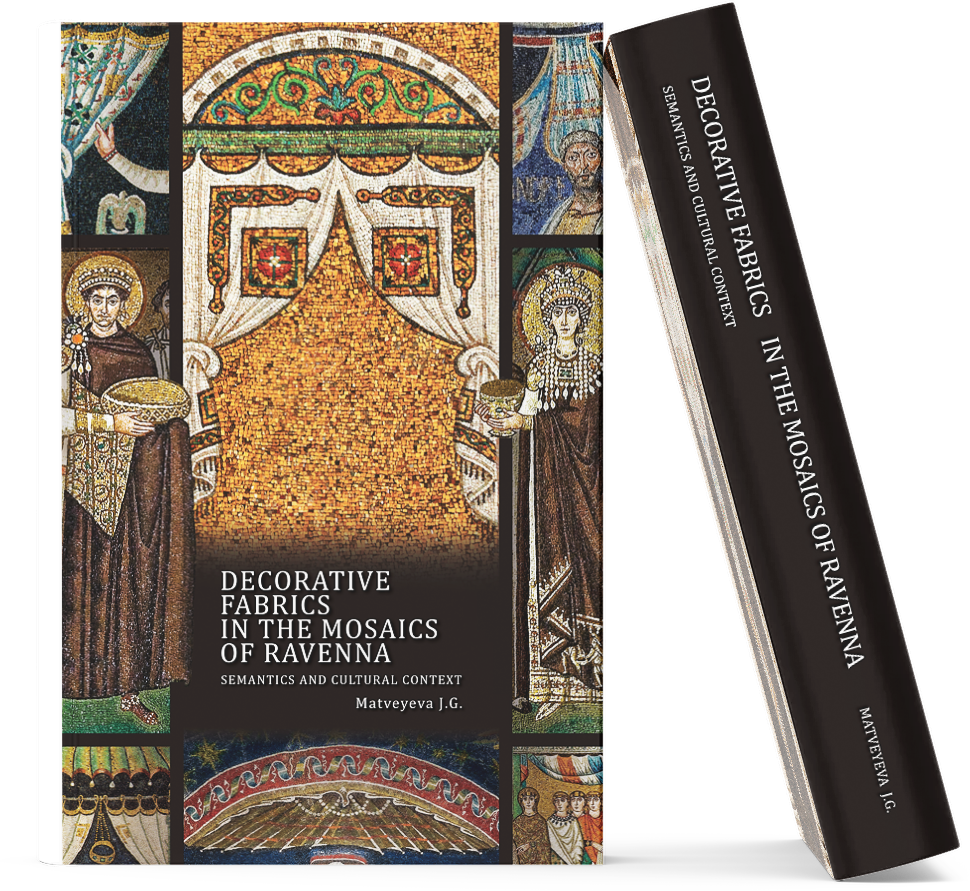 DECORATIVE
FABRICS
IN THE MOSAICS
OF RAVENNA
SEMANTICS AND CULTURAL CONTEXT
Matveyeva J.G.
DECORATIVE FABRICS IN THE MOSAICS OF RAVENNA
SEMANTICS AND CULTURAL CONTEXT
MATVEYEVA J.G.